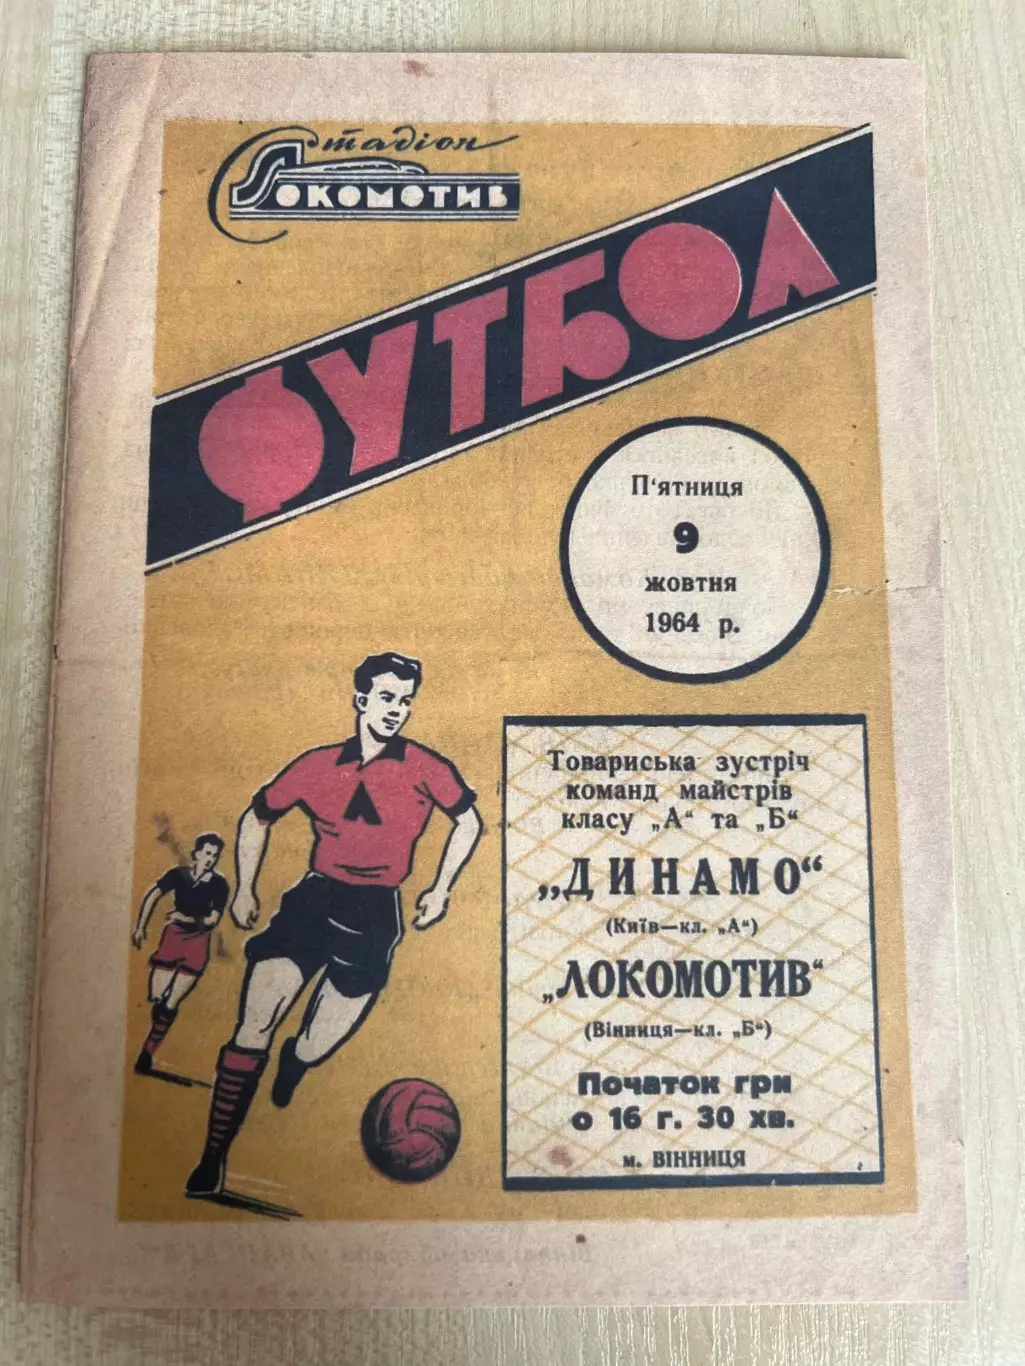 Стадіон
ЛОКОМОТИВ
ФУТБОЛ
П‘ятниця
9
жовтня
1964 р.
Л
Товариська зустріч
команд майстрів
класу „А“ та „Б“
„ДИНАМО“
(Київ—кл. „А“)
„ЛОКОМОТИВ“
(Вінниця—кл. „Б“)
Початок гри
о 16 г. 30 хв.
м. ВІННИЦЯ